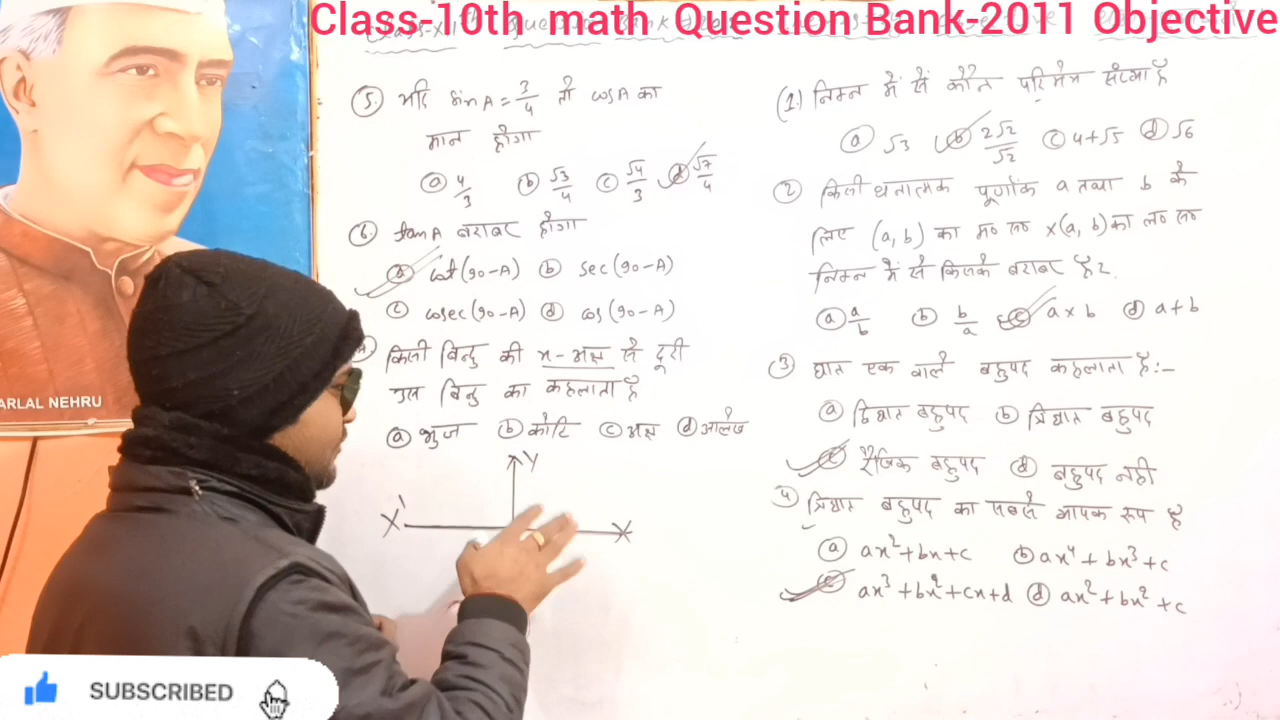 Class-10th math Question Bank-2011 Objective
5. यदि sin A = 3/4 तो cos A का
मान होगा
(a) 4/3 (b) √3/4 (c) √4/3 (d) √7/4
6. tan A बराबर होगा
(a) cot (90-A) (b) sec (90-A)
(c) cosec (90-A) (d) cos (90-A)
किसी बिन्दु की x-अक्ष से दूरी
उस बिन्दु का कहलाता है
(a) भुज (b) कोटि (c) अक्ष (d) आलेख
Y
X' X
(1.) निम्न में से कौन परिमेय संख्या है
(a) √3 (b) 2√2/√2 (c) 4+√5 (d) √6
(2) किसी धनात्मक पूर्णांक a तथा b के
लिए (a, b) का म० स० x (a, b) का ल० स०
निम्न में से किसके बराबर है?
(a) a/b (b) b/a (c) a x b (d) a + b
(3) घात एक वाले बहुपद कहलाता है:-
(a) द्विघात बहुपद (b) त्रिघात बहुपद
(c) रैखिक बहुपद (d) बहुपद नही
(4) त्रिघात बहुपद का सबसे व्यापक रूप है
(a) ax²+bx+c (b) ax⁴+bx³+c
(c) ax³+bx²+cx+d (d) ax²+bx²+c
ARLAL NEHRU
SUBSCRIBED